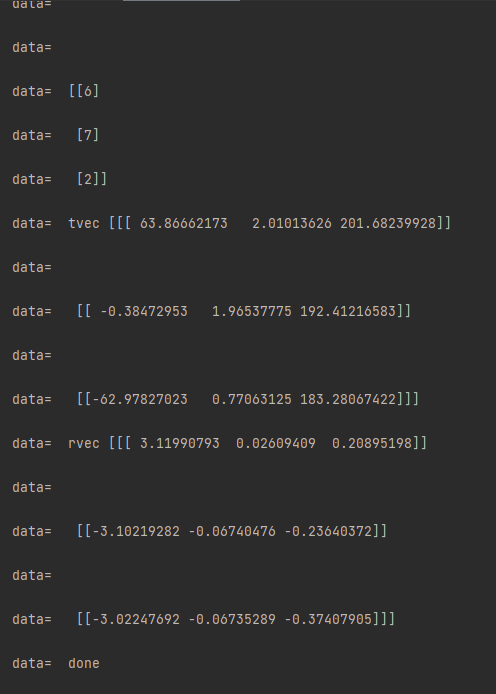 data=
data=
data=  [[6]
data=   [7]
data=   [2]]
data=  tvec [[[ 63.86662173   2.01013626 201.68239928]]
data=
data=   [[ -0.38472953   1.96537775 192.41216583]]
data=
data=   [[-62.97827023   0.77063125 183.28067422]]]
data=  rvec [[[ 3.11990793  0.02609409  0.20895198]]
data=
data=   [[-3.10219282 -0.06740476 -0.23640372]]
data=
data=   [[-3.02247692 -0.06735289 -0.37407905]]]
data=  done